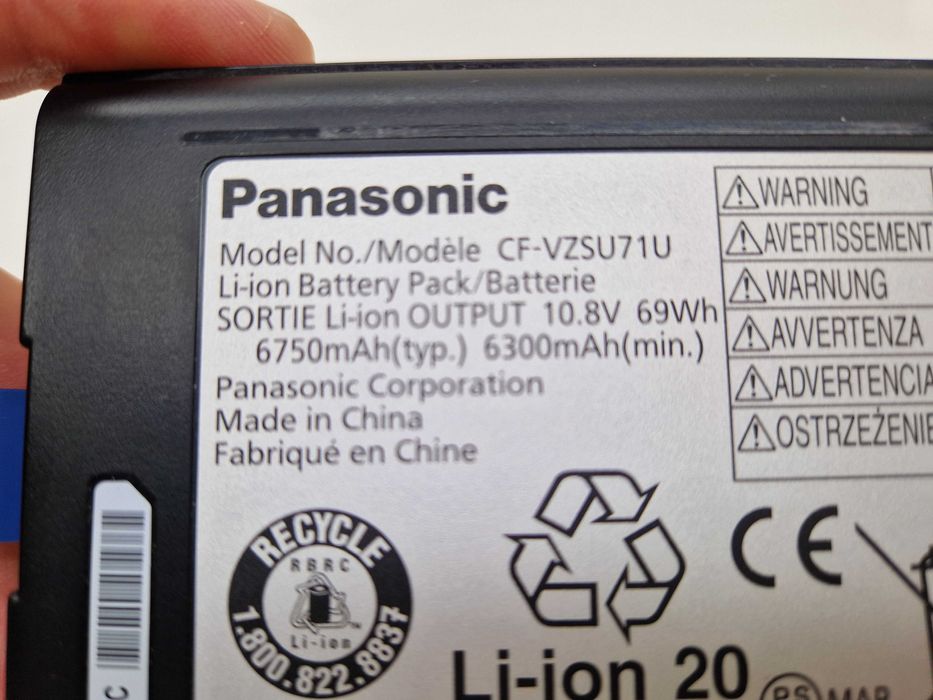 Panasonic
Model No./Modèle CF-VZSU71U
Li-ion Battery Pack/Batterie
SORTIE Li-ion OUTPUT 10.8V 69Wh
6750mAh(typ.) 6300mAh(min.)
Panasonic Corporation
Made in China
Fabriqué en Chine
⚠WARNING
⚠AVERTISSEMENT
⚠WARNUNG
⚠AVVERTENZA
⚠ADVERTENCIA
⚠OSTRZEŻENIE
RECYCLE
RBRC
Li-ion
1.800.822.8837
CE
Li-ion 20
PS
C